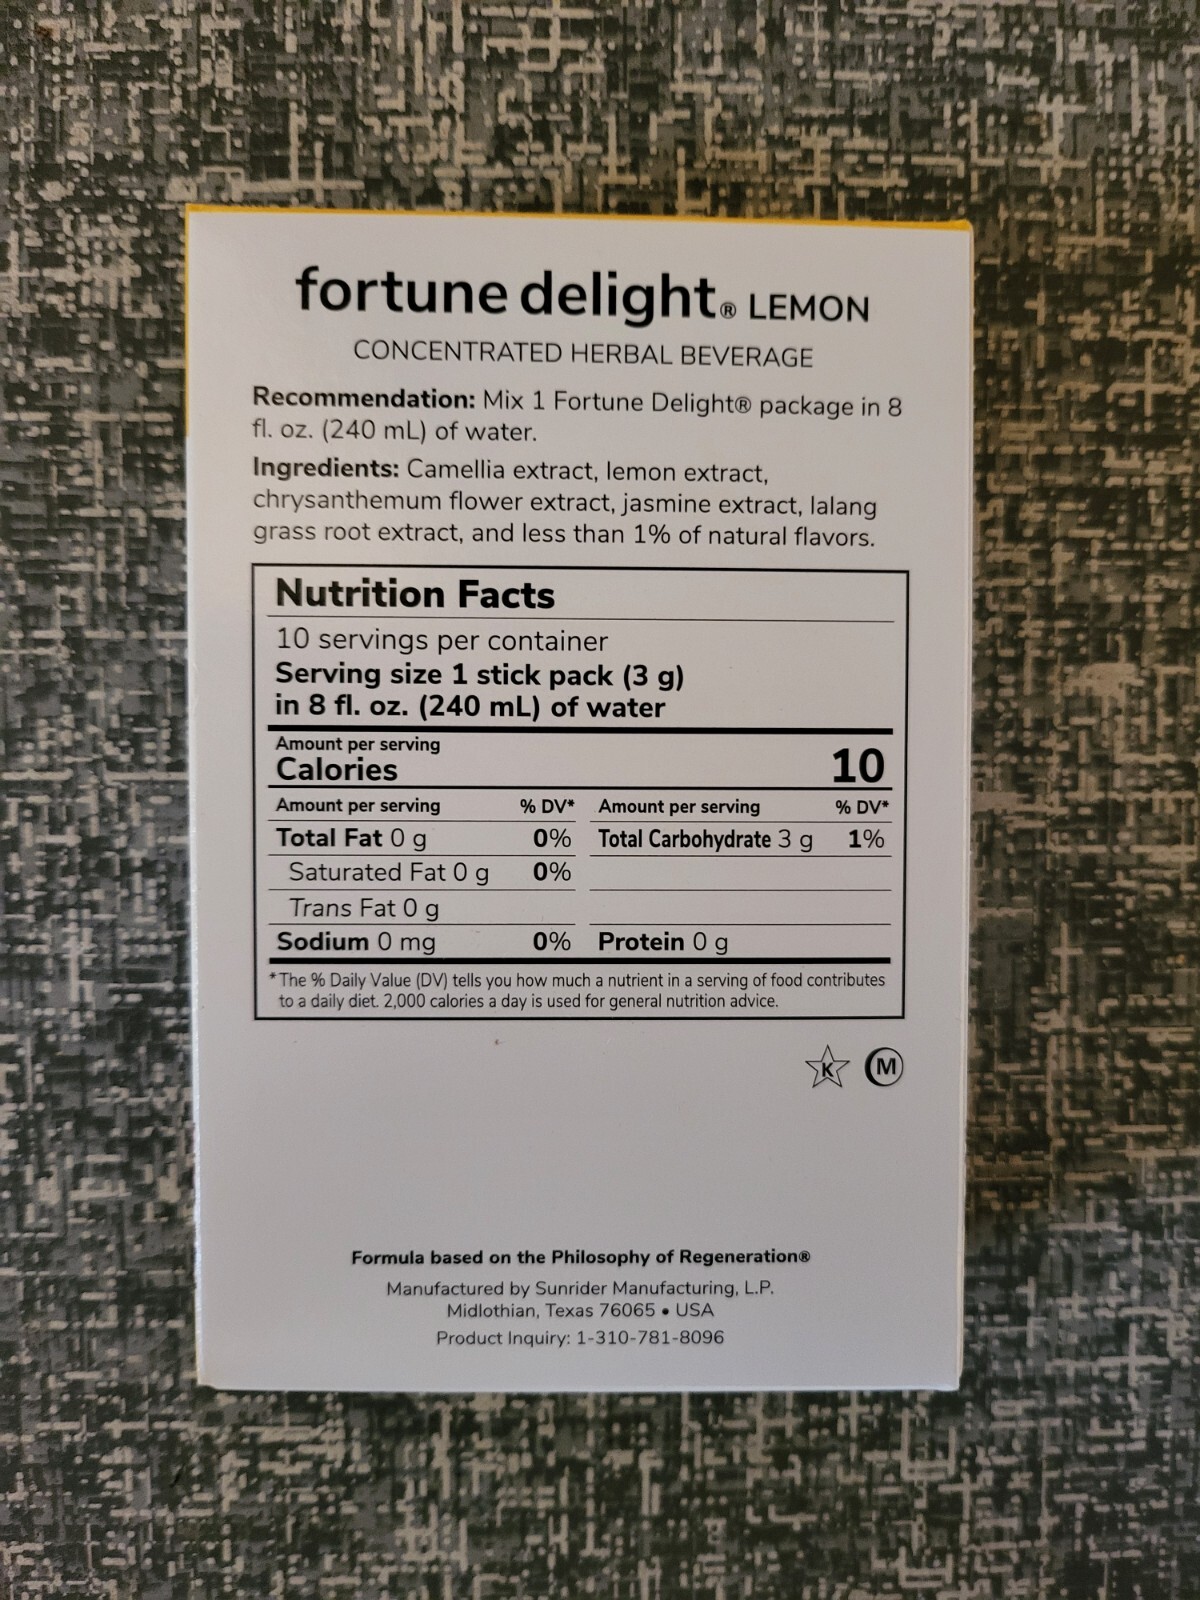 fortune delight® LEMON
CONCENTRATED HERBAL BEVERAGE
Recommendation: Mix 1 Fortune Delight® package in 8
fl. oz. (240 mL) of water.
Ingredients: Camellia extract, lemon extract,
chrysanthemum flower extract, jasmine extract, lalang
grass root extract, and less than 1% of natural flavors.
Nutrition Facts
10 servings per container
Serving size 1 stick pack (3 g)
in 8 fl. oz. (240 mL) of water
Amount per serving
Calories 10
Amount per serving % DV* Amount per serving % DV*
Total Fat 0 g 0% Total Carbohydrate 3 g 1%
Saturated Fat 0 g 0%
Trans Fat 0 g
Sodium 0 mg 0% Protein 0 g
*The % Daily Value (DV) tells you how much a nutrient in a serving of food contributes
to a daily diet. 2,000 calories a day is used for general nutrition advice.
K M
Formula based on the Philosophy of Regeneration®
Manufactured by Sunrider Manufacturing, L.P.
Midlothian, Texas 76065 • USA
Product Inquiry: 1-310-781-8096